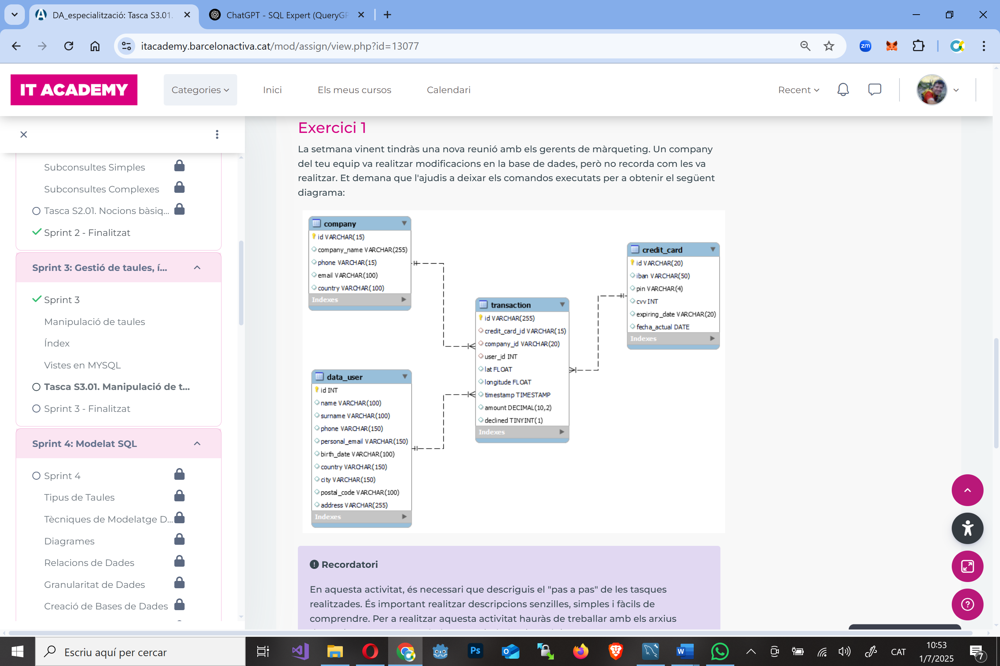 DA_especialització: Tasca S3.01.
ChatGPT - SQL Expert (QueryGP
itacademy.barcelonactiva.cat/mod/assign/view.php?id=13077
zm
IT ACADEMY
Categories
Inici
Els meus cursos
Calendari
Recent
Subconsultes Simples
Subconsultes Complexes
Tasca S2.01. Nocions bàsiq...
Sprint 2 - Finalitzat
Sprint 3: Gestió de taules, í...
Sprint 3
Manipulació de taules
Índex
Vistes en MYSQL
Tasca S3.01. Manipulació de t...
Sprint 3 - Finalitzat
Sprint 4: Modelat SQL
Sprint 4
Tipus de Taules
Tècniques de Modelatge D...
Diagrames
Relacions de Dades
Granularitat de Dades
Creació de Bases de Dades
Exercici 1
La setmana vinent tindràs una nova reunió amb els gerents de màrqueting. Un company
del teu equip va realitzar modificacions en la base de dades, però no recorda com les va
realitzar. Et demana que l'ajudis a deixar els comandos executats per a obtenir el següent
diagrama:
company
id VARCHAR(15)
company_name VARCHAR(255)
phone VARCHAR(15)
email VARCHAR(100)
country VARCHAR(100)
Indexes
credit_card
id VARCHAR(20)
iban VARCHAR(50)
pin VARCHAR(4)
cvv INT
expiring_date VARCHAR(20)
fecha_actual DATE
Indexes
transaction
id VARCHAR(255)
credit_card_id VARCHAR(15)
company_id VARCHAR(20)
user_id INT
lat FLOAT
longitude FLOAT
timestamp TIMESTAMP
amount DECIMAL(10,2)
declined TINYINT(1)
Indexes
data_user
id INT
name VARCHAR(100)
surname VARCHAR(100)
phone VARCHAR(150)
personal_email VARCHAR(150)
birth_date VARCHAR(100)
country VARCHAR(150)
city VARCHAR(150)
postal_code VARCHAR(100)
address VARCHAR(255)
Indexes
Recordatori
En aquesta activitat, és necessari que descriguis el "pas a pas" de les tasques
realitzades. És important realitzar descripcions senzilles, simples i fàcils de
comprendre. Per a realitzar aquesta activitat hauràs de treballar amb els arxius
Escriu aquí per cercar
Ps
CAT
10:53
1/7/2025
7